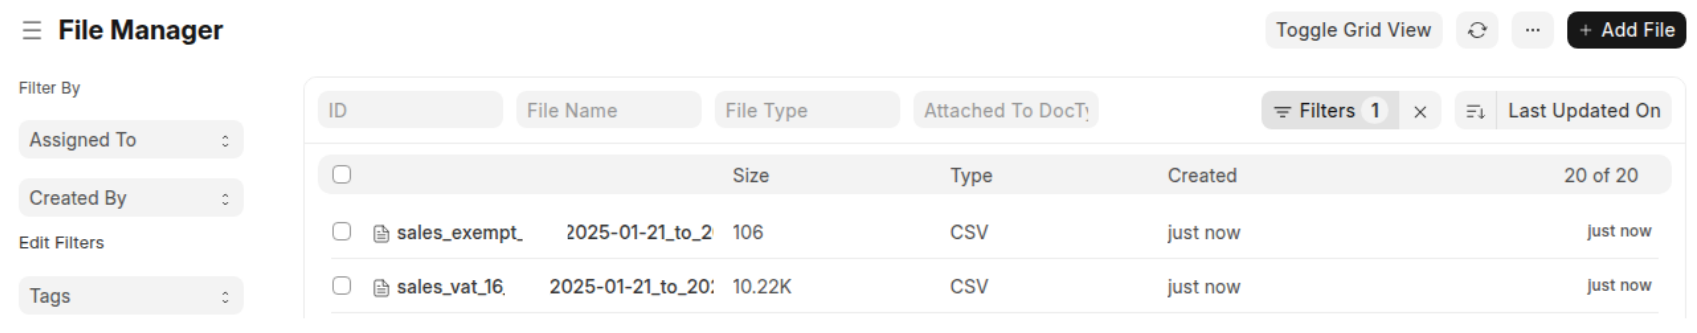 File Manager
Toggle Grid View
... + Add File
Filter By
Assigned To
Created By
Edit Filters
Tags
ID
File Name
File Type
Attached To DocTy
Filters 1
Last Updated On
Size Type Created 20 of 20
sales_exempt_ 2025-01-21_to_2 106 CSV just now just now
sales_vat_16 2025-01-21_to_202 10.22K CSV just now just now